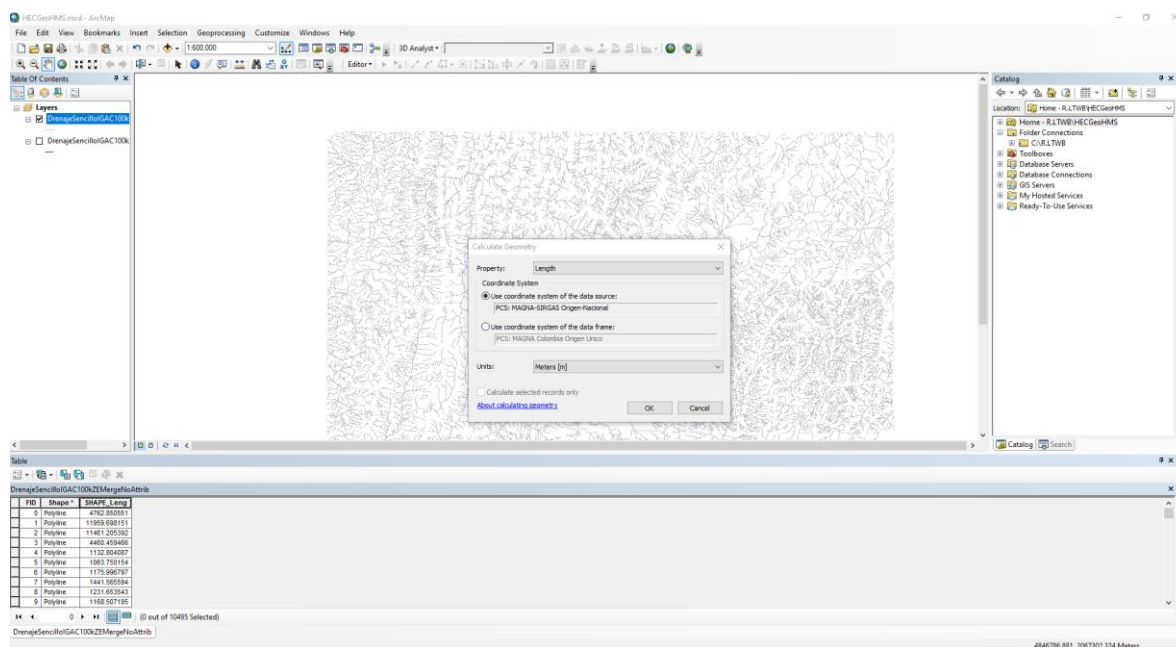 HECGeoHMS.mxd - ArcMap
File Edit View Bookmarks Insert Selection Geoprocessing Customize Windows Help
1:600,000
3D Analyst
Editor
Table Of Contents
Layers
DrenajeSencilloIGAC100k
DrenajeSencilloIGAC100k
Calculate Geometry
Property: Length
Coordinate System
Use coordinate system of the data source:
PCS: MAGNA-SIRGAS Origen-Nacional
Use coordinate system of the data frame:
PCS: MAGNA Colombia Origen Unico
Units: Meters [m]
Calculate selected records only
About calculating geometry
OK Cancel
Catalog
Location: Home - R.LTWB\HECGeoHMS
Home - R.LTWB\HECGeoHMS
Folder Connections
C:\R.LTWB
Toolboxes
Database Servers
Database Connections
GIS Servers
My Hosted Services
Ready-To-Use Services
Catalog Search
Table
DrenajeSencilloIGAC100kZEMergeNoAttrib
FID Shape * SHAPE_Leng
0 Polyline 4762.850551
1 Polyline 11959.698151
2 Polyline 11461.205392
3 Polyline 4460.459466
4 Polyline 1132.804087
5 Polyline 1063.750154
6 Polyline 1175.996797
7 Polyline 1441.565594
8 Polyline 1231.653543
9 Polyline 1168.507195
0 (0 out of 10495 Selected)
DrenajeSencilloIGAC100kZEMergeNoAttrib
4846786.881 2067302.324 Meters